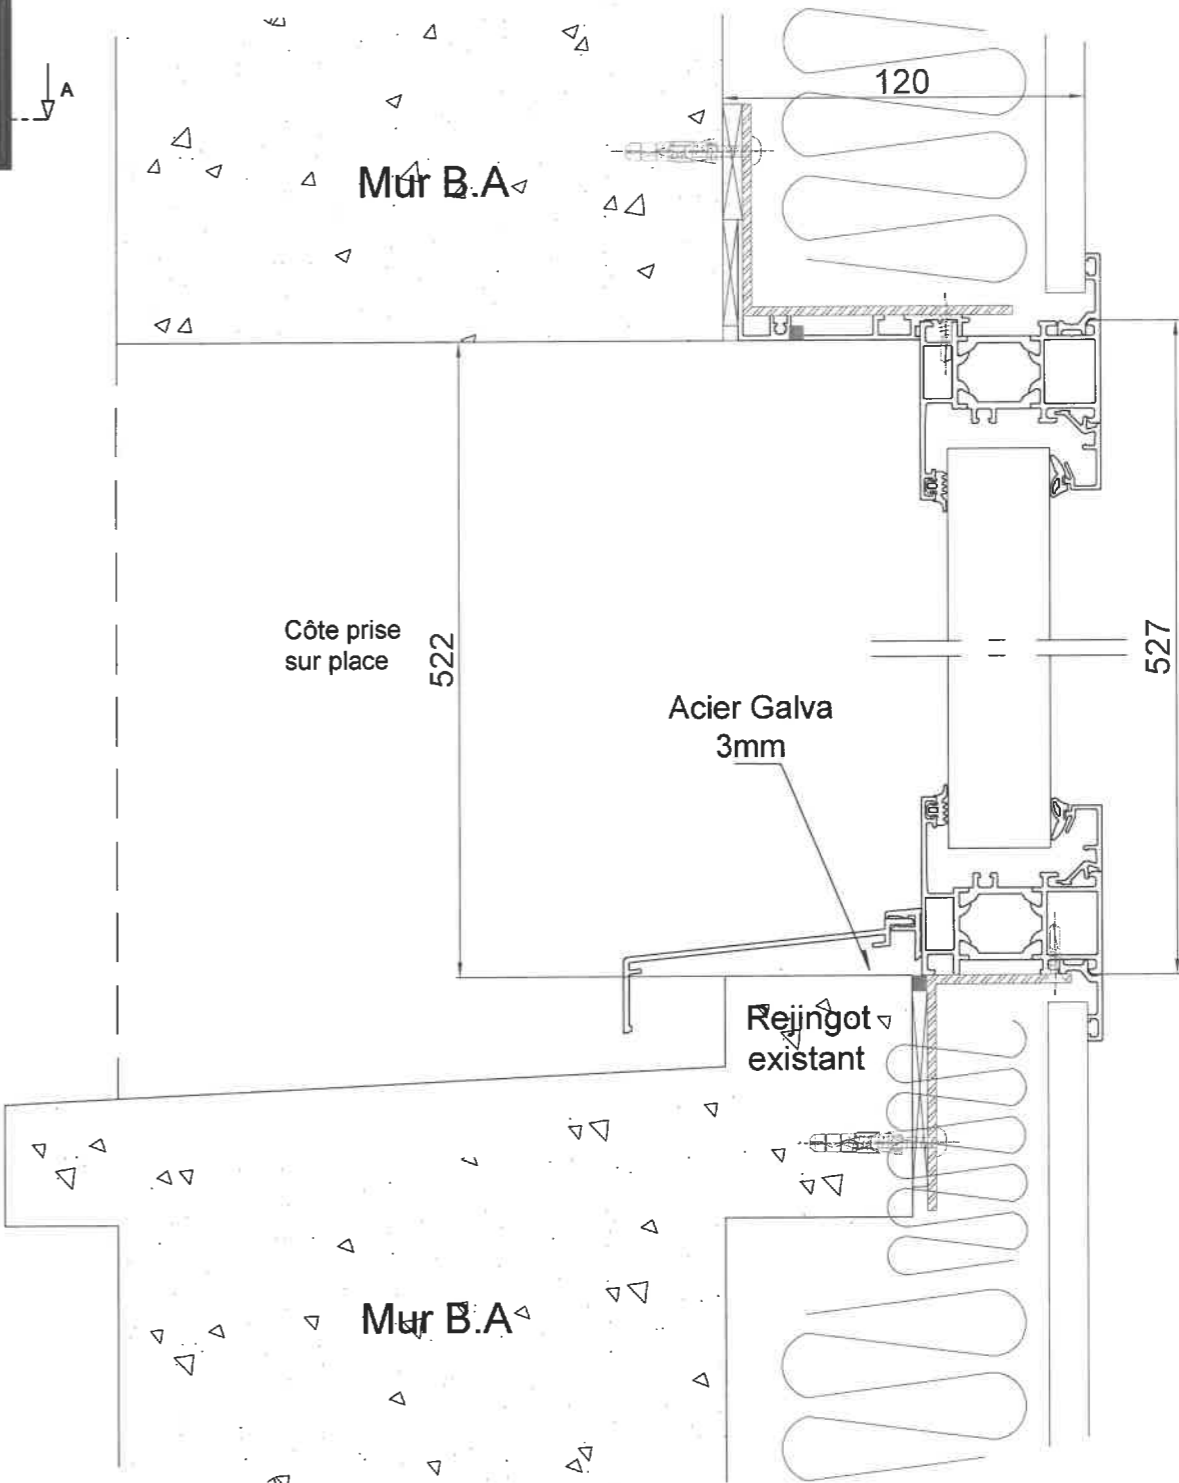 A
120
Mur B.A
Côte prise
sur place
522
527
Acier Galva
3mm
Rejingot
existant
Mur B.A